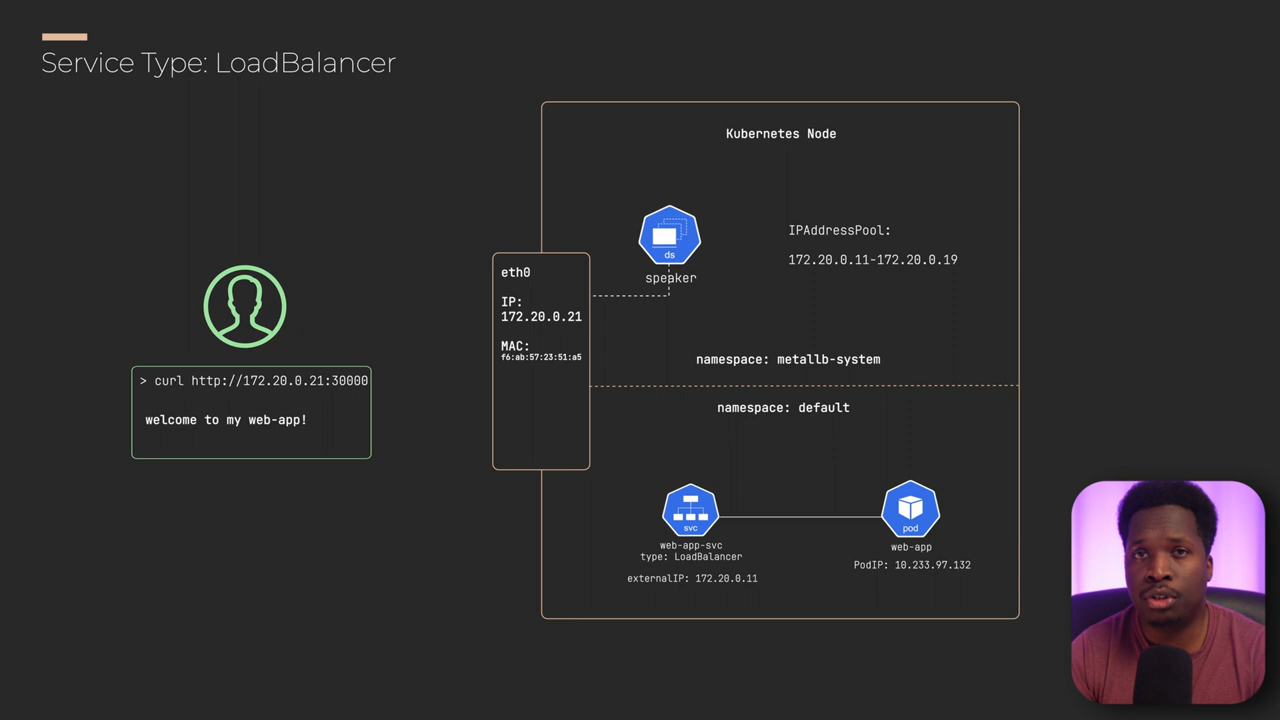 Service Type: LoadBalancer
Kubernetes Node
ds
speaker
IPAddressPool:
172.20.0.11-172.20.0.19
eth0
IP:
172.20.0.21
MAC:
f6:ab:57:23:51:a5
namespace: metallb-system
> curl http://172.20.0.21:30000
welcome to my web-app!
namespace: default
svc
web-app-svc
type: LoadBalancer
externalIP: 172.20.0.11
pod
web-app
PodIP: 10.233.97.132